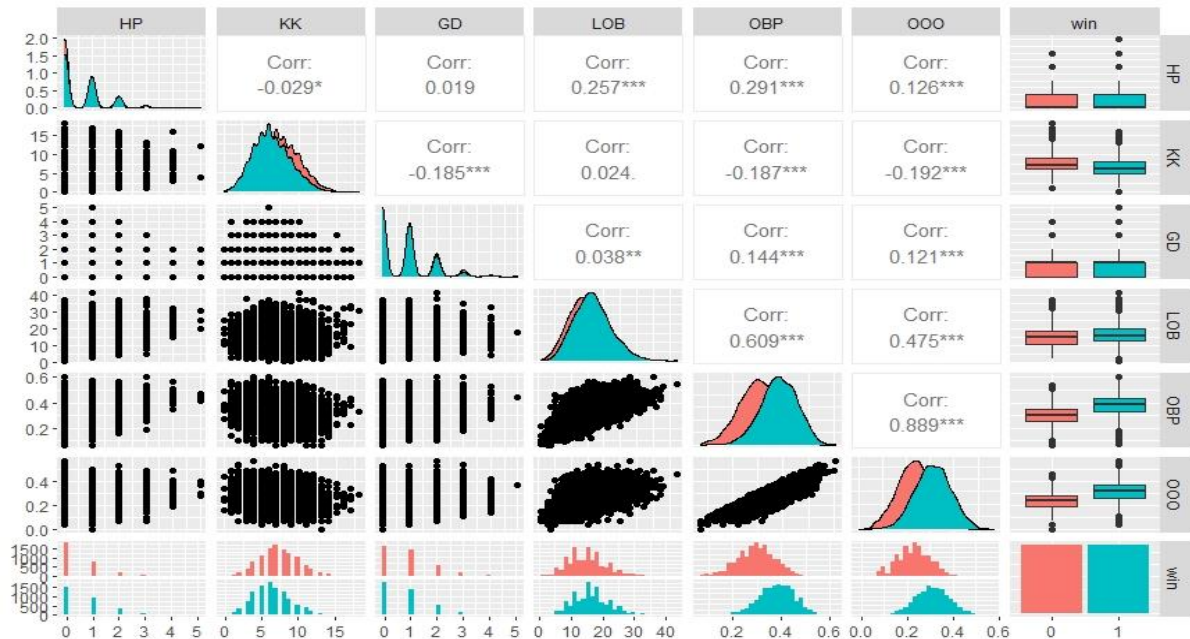 HP KK GD LOB OBP OOO win
2.0
1.5
1.0
0.5
0.0
Corr:
-0.029*
Corr:
0.019
Corr:
0.257***
Corr:
0.291***
Corr:
0.126***
HP
15
10
5
0
Corr:
-0.185***
Corr:
0.024.
Corr:
-0.187***
Corr:
-0.192***
KK
5
4
3
2
1
0
Corr:
0.038**
Corr:
0.144***
Corr:
0.121***
GD
40
30
20
10
0
Corr:
0.609***
Corr:
0.475***
LOB
0.6
0.4
0.2
Corr:
0.889***
OBP
0.4
0.2
0.0
OOO
1500
1000
500
0
1500
1000
500
0
win
0 1 2 3 4 5 0 5 10 15 0 1 2 3 4 5 0 10 20 30 40 0.2 0.4 0.6 0.0 0.2 0.4 0.6 0 1